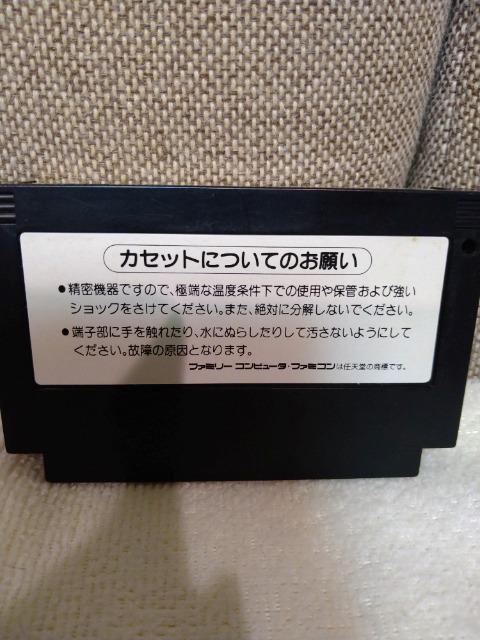 カセットについてのお願い
●精密機器ですので、極端な温度条件下での使用や保管および強い
ショックをさけてください。また、絶対に分解しないでください。
●端子部に手を触れたり、水にぬらしたりして汚さないようにして
ください。故障の原因となります。
ファミリーコンピュータ・ファミコンは任天堂の商標です。